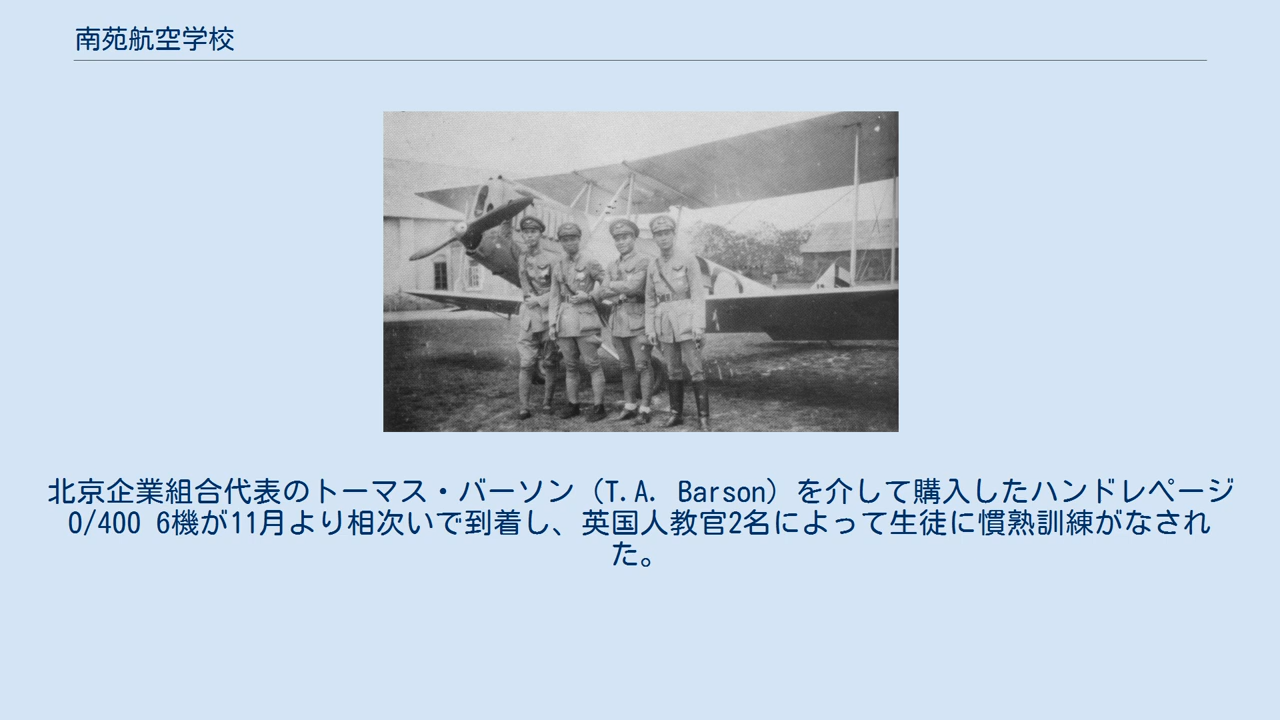 南苑航空学校
北京企業組合代表のトーマス・バーソン（T.A. Barson）を介して購入したハンドレページ
O/400 6機が11月より相次いで到着し、英国人教官2名によって生徒に慣熟訓練がなされ
た。